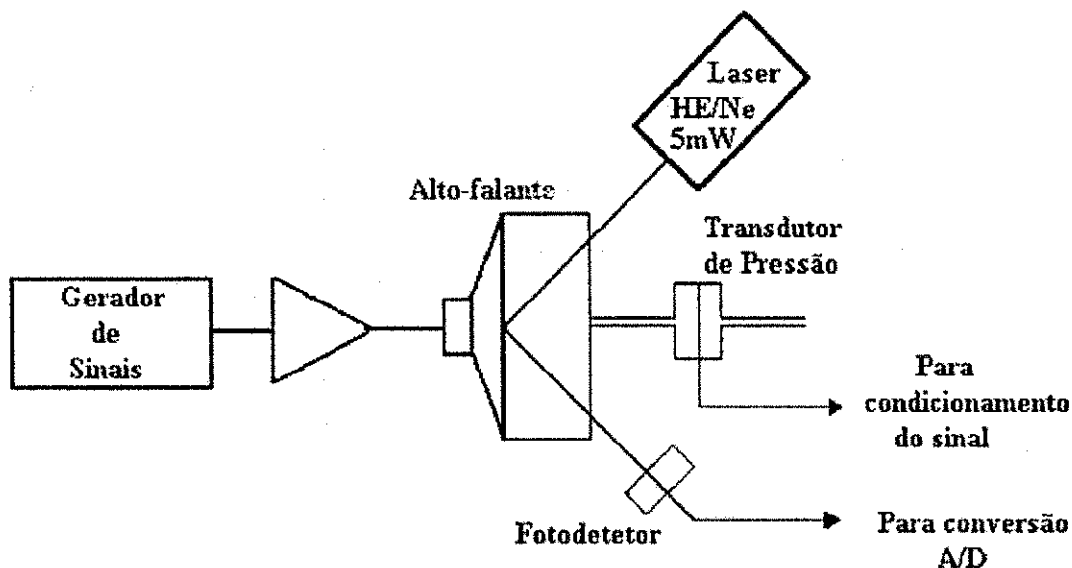 Laser
HE/Ne
5mW
Alto-falante
Transdutor
de Pressão
Gerador
de
Sinais
Para
condicionamento
do sinal
Fotodetetor
Para conversão
A/D